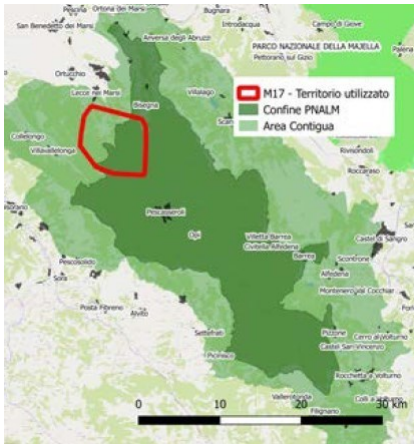 Pescina
Ortona dei Marsi
San Benedetto dei Marsi
Bugnara
Introdacqua
Campo di Giove
Anversa degli Abruzzi
PARCO NAZIONALE DELLA MAJELLA
Pettorano sul Gizio
Palena
Ortucchio
Lecce nei Marsi
Villalago
Bisegna
M17 - Territorio utilizzato
Confine PNALM
Area Contigua
Scan
Collelongo
Villavallelonga
Rivisondoli
Roccaraso
Pescasseroli
Opi
Villetta Barrea
Civitella Alfedena
Barrea
Castel di Sangro
Pescosolido
Sora
Scontrone
Alfedena
Montenero Val Cocchiar
Posta Fibreno
Alvito
Settefrati
Picinisco
Pizzone
Cerro al Volturno
Castel San Vincenzo
Rocchetta a Volturno
Vallerotonda
Colli a Volturno
Filignano
0 10 20 30 km